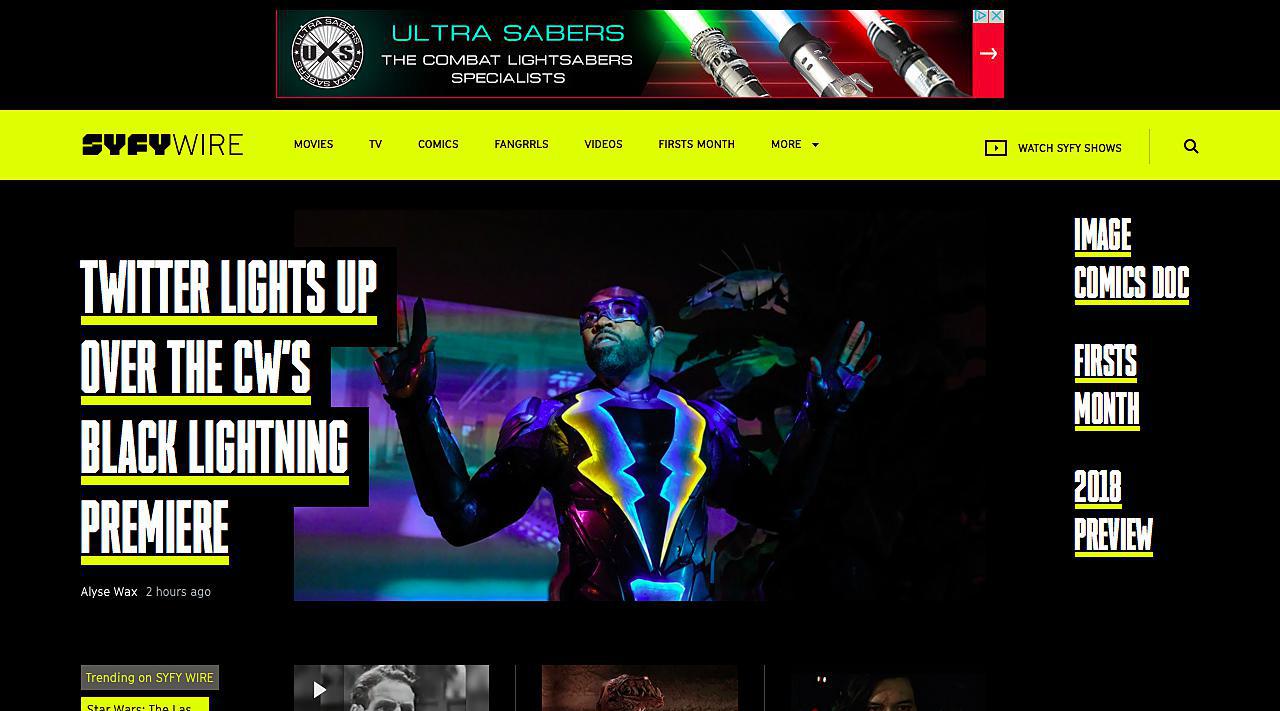 ULTRA SABERS
UXS
ULTRA SABERS
THE COMBAT LIGHTSABERS
SPECIALISTS
ULTRA SABERS
SYFYWIRE
MOVIES
TV
COMICS
FANGRRLS
VIDEOS
FIRSTS MONTH
MORE
WATCH SYFY SHOWS
TWITTER LIGHTS UP
OVER THE CW'S
BLACK LIGHTNING
PREMIERE
Alyse Wax 2 hours ago
IMAGE
COMICS DOC
FIRSTS
MONTH
2018
PREVIEW
Trending on SYFY WIRE
Star Wars: The Las